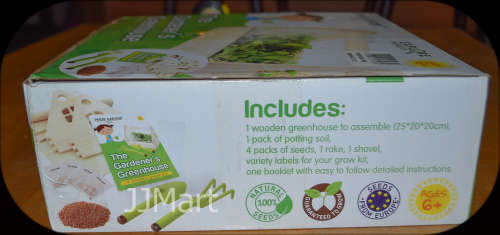 The
Gardener's
Greenhouse
Includes:
1 wooden greenhouse to assemble (25*20*20cm),
1 pack of potting soil,
4 packs of seeds, 1 rake, 1 shavel,
variety labels for your grow kit,
one booklet with easy to follow detailed instructions.
NATURAL
100%
SEEDS
GUARANTEED TO GROW
SEEDS
FROM EUROPE
AGES
6+
JJMart